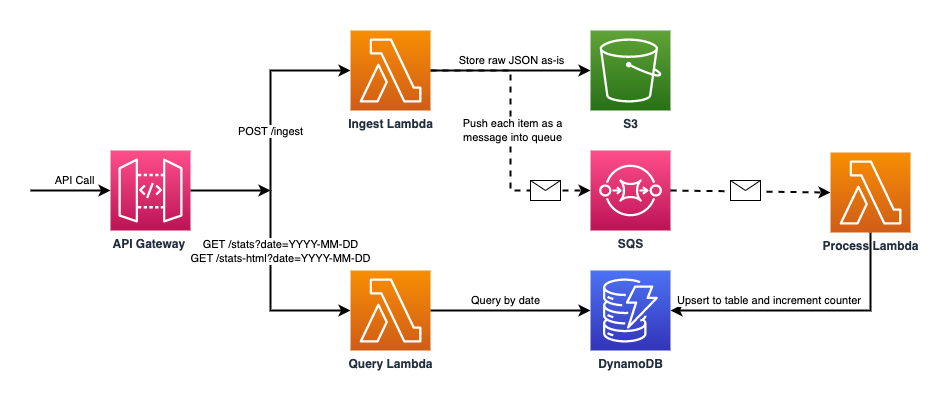 API Call
API Gateway
POST /ingest
GET /stats?date=YYYY-MM-DD
GET /stats-html?date=YYYY-MM-DD
Ingest Lambda
Store raw JSON as-is
S3
Push each item as a
message into queue
SQS
Process Lambda
Query Lambda
Query by date
DynamoDB
Upsert to table and increment counter